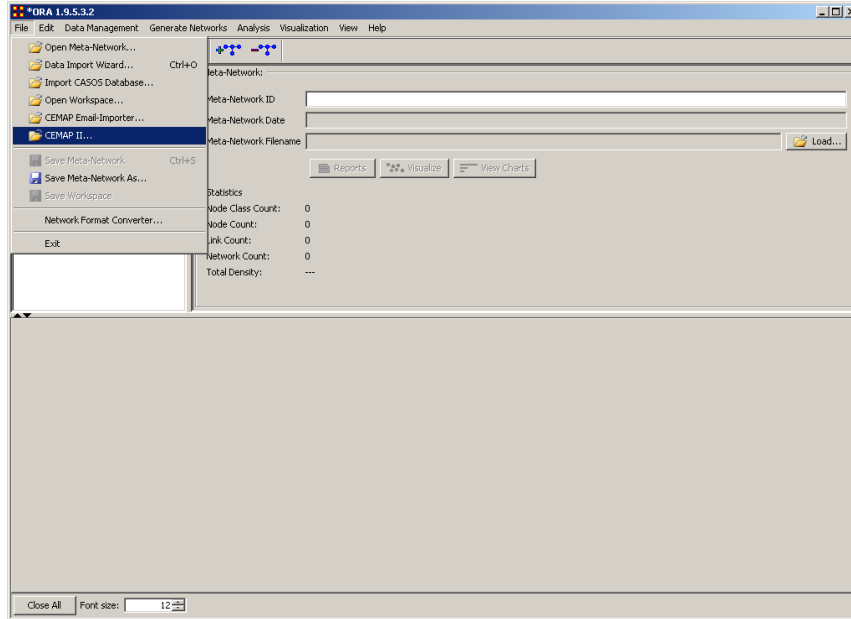 *ORA 1.9.5.3.2
File Edit Data Management Generate Networks Analysis Visualization View Help
Open Meta-Network...
Data Import Wizard... Ctrl+O
Import CASOS Database...
Open Workspace...
CEMAP Email-Importer...
CEMAP II...
Save Meta-Network Ctrl+S
Save Meta-Network As...
Save Workspace
Network Format Converter...
Exit
Meta-Network:
Meta-Network ID
Meta-Network Date
Meta-Network Filename Load...
Reports Visualize View Charts
Statistics
Node Class Count: 0
Node Count: 0
Link Count: 0
Network Count: 0
Total Density: ---
Close All Font size: 12